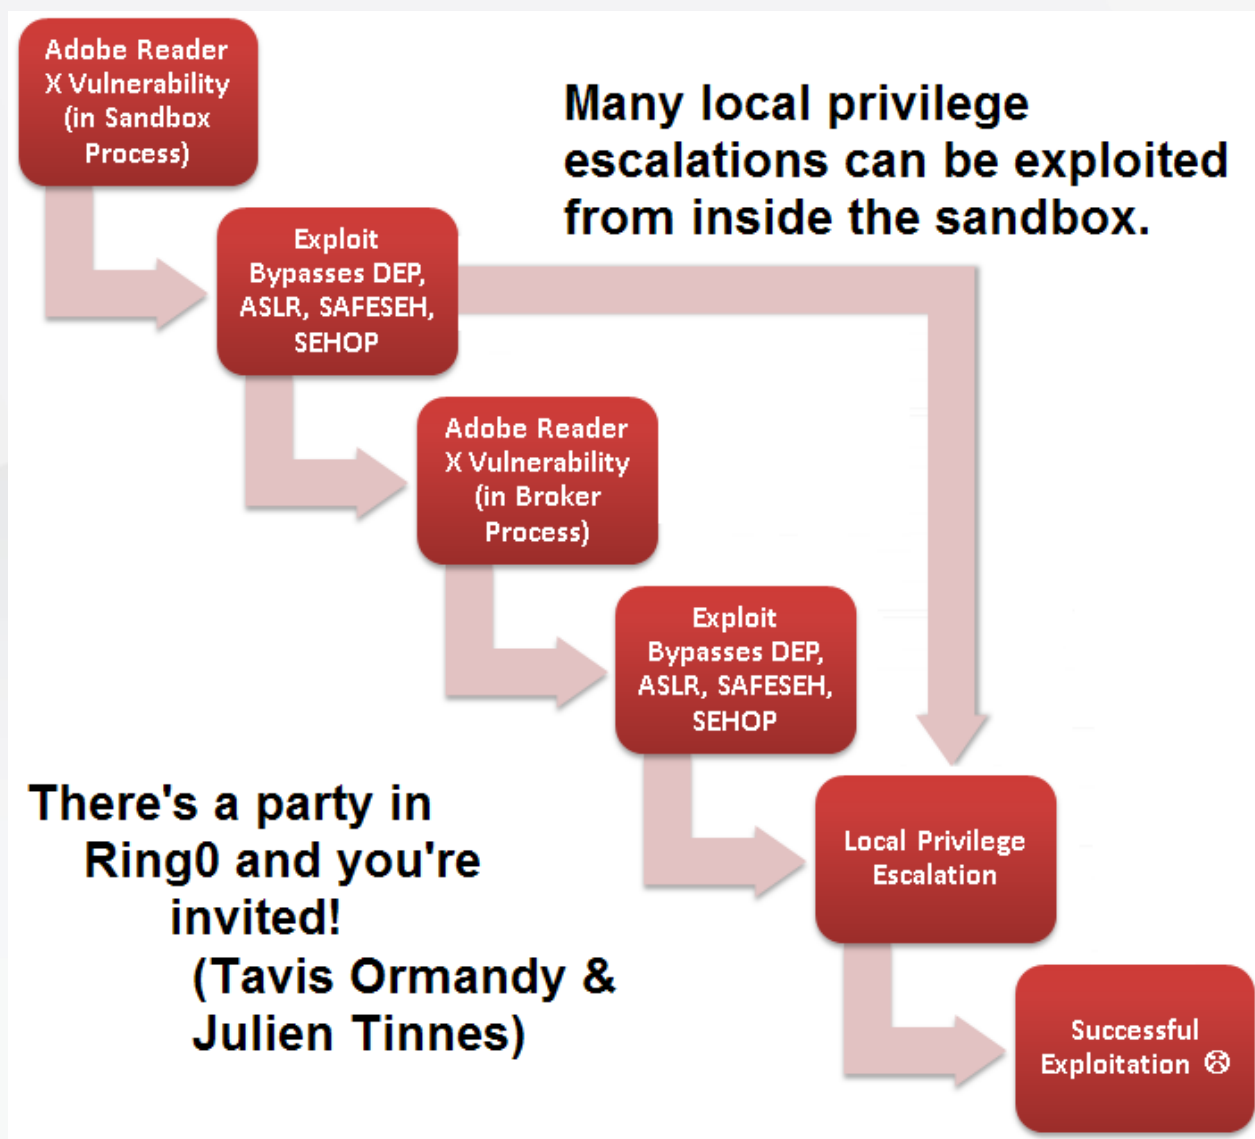 Adobe Reader
X Vulnerability
(in Sandbox
Process)
Many local privilege
escalations can be exploited
from inside the sandbox.
Exploit
Bypasses DEP,
ASLR, SAFESEH,
SEHOP
Adobe Reader
X Vulnerability
(in Broker
Process)
Exploit
Bypasses DEP,
ASLR, SAFESEH,
SEHOP
There's a party in
Ring0 and you're
invited!
(Tavis Ormandy &
Julien Tinnes)
Local Privilege
Escalation
Successful
Exploitation ☹